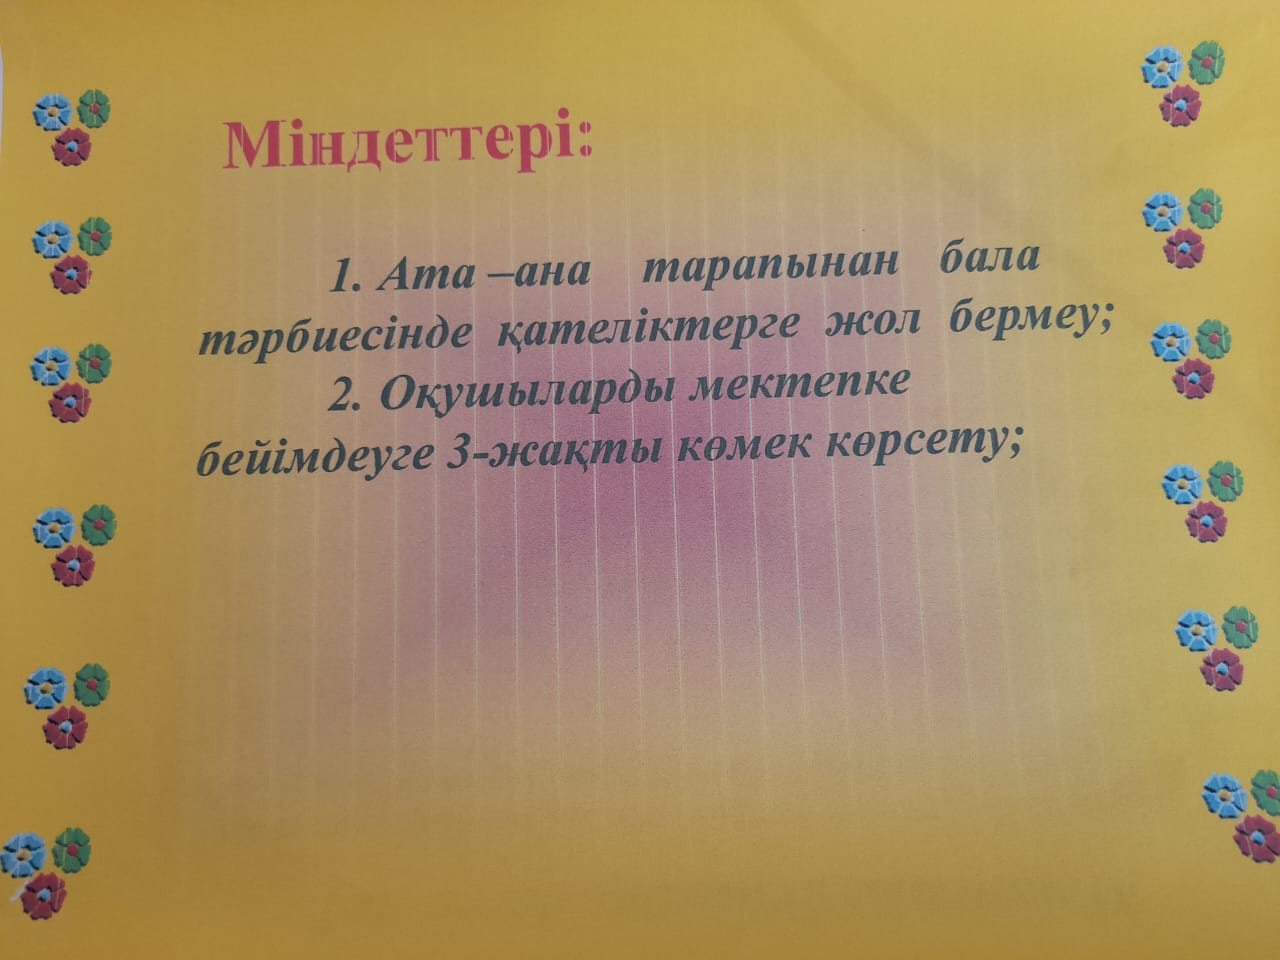 Міндеттері:
1. Ата –ана тарапынан бала
тәрбиесінде қателіктерге жол бермеу;
2. Оқушыларды мектепке
бейімдеуге 3-жақты көмек көрсету;